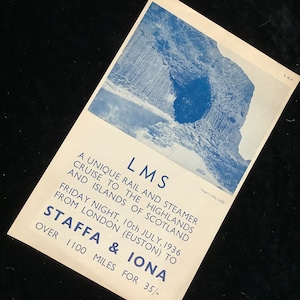 LMS
A UNIQUE RAIL AND STEAMER
CRUISE TO THE HIGHLANDS
AND ISLANDS OF SCOTLAND
FRIDAY NIGHT, 10th JULY, 1936
FROM LONDON (EUSTON) TO
STAFFA & IONA
OVER 1100 MILES FOR 35/-